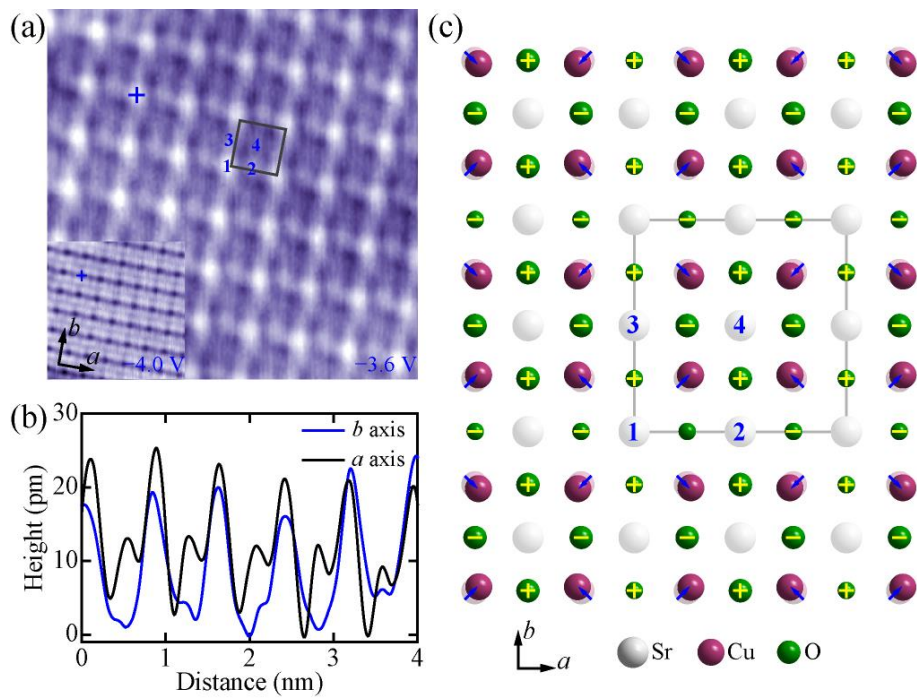 (a)
3
4
1
2
b
a
−4.0 V
−3.6 V
(b)
30
20
10
0
Height (pm)
b axis
a axis
0
1
2
3
4
Distance (nm)
(c)
3
4
1
2
b
a
Sr
Cu
O